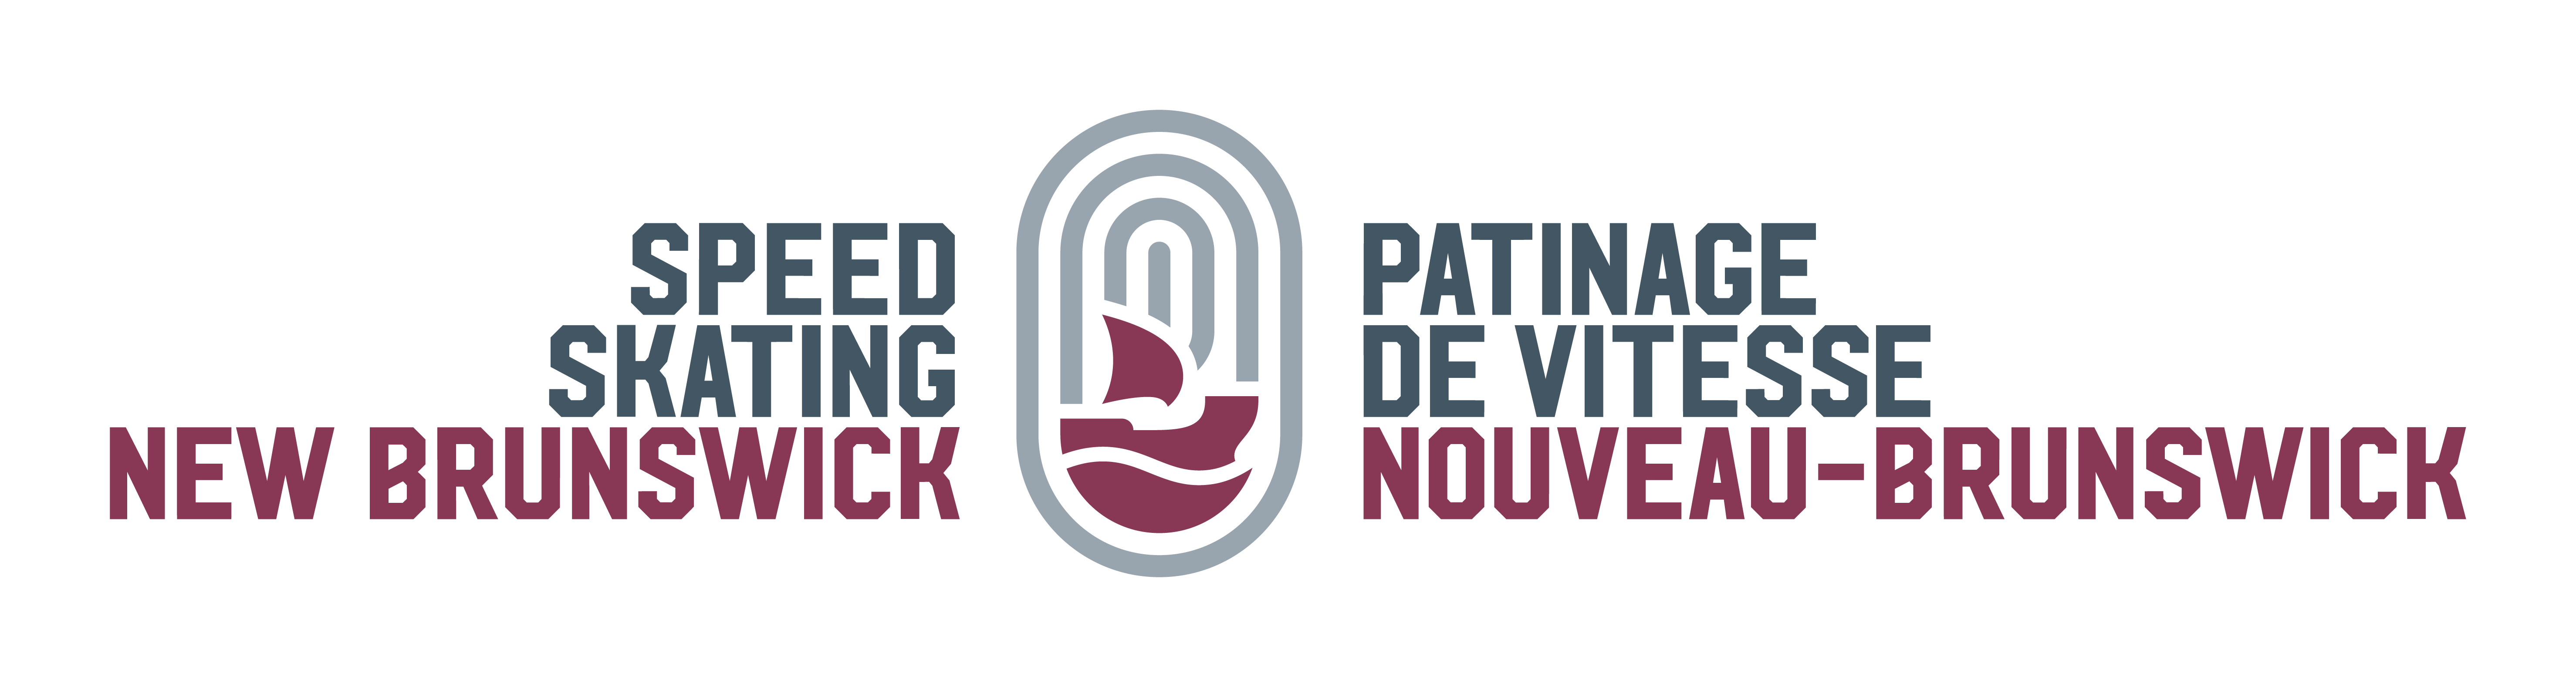 SPEED
SKATING
NEW BRUNSWICK
PATINAGE
DE VITESSE
NOUVEAU-BRUNSWICK